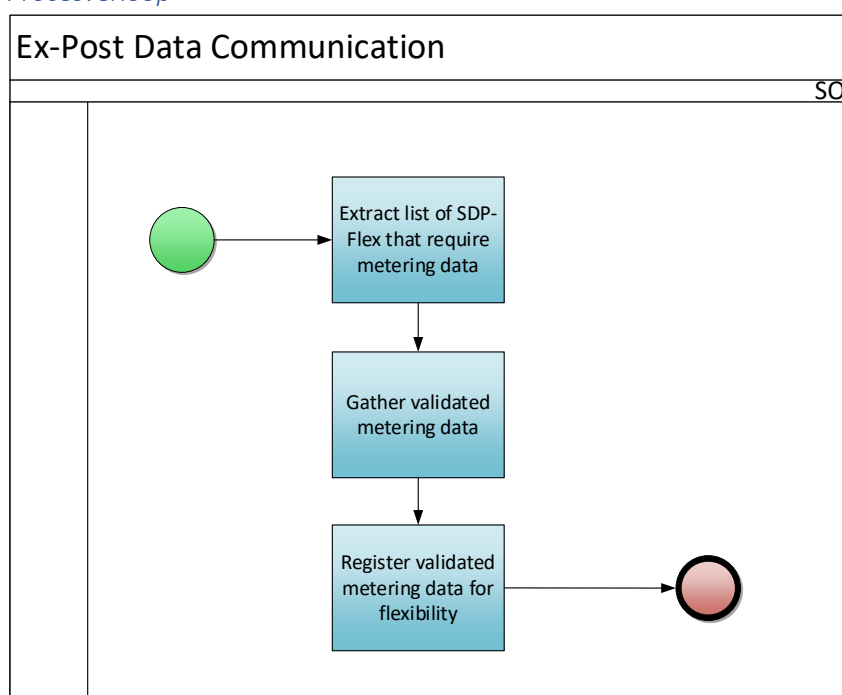 Ex-Post Data Communication
SO
Extract list of SDP-
Flex that require
metering data
Gather validated
metering data
Register validated
metering data for
flexibility